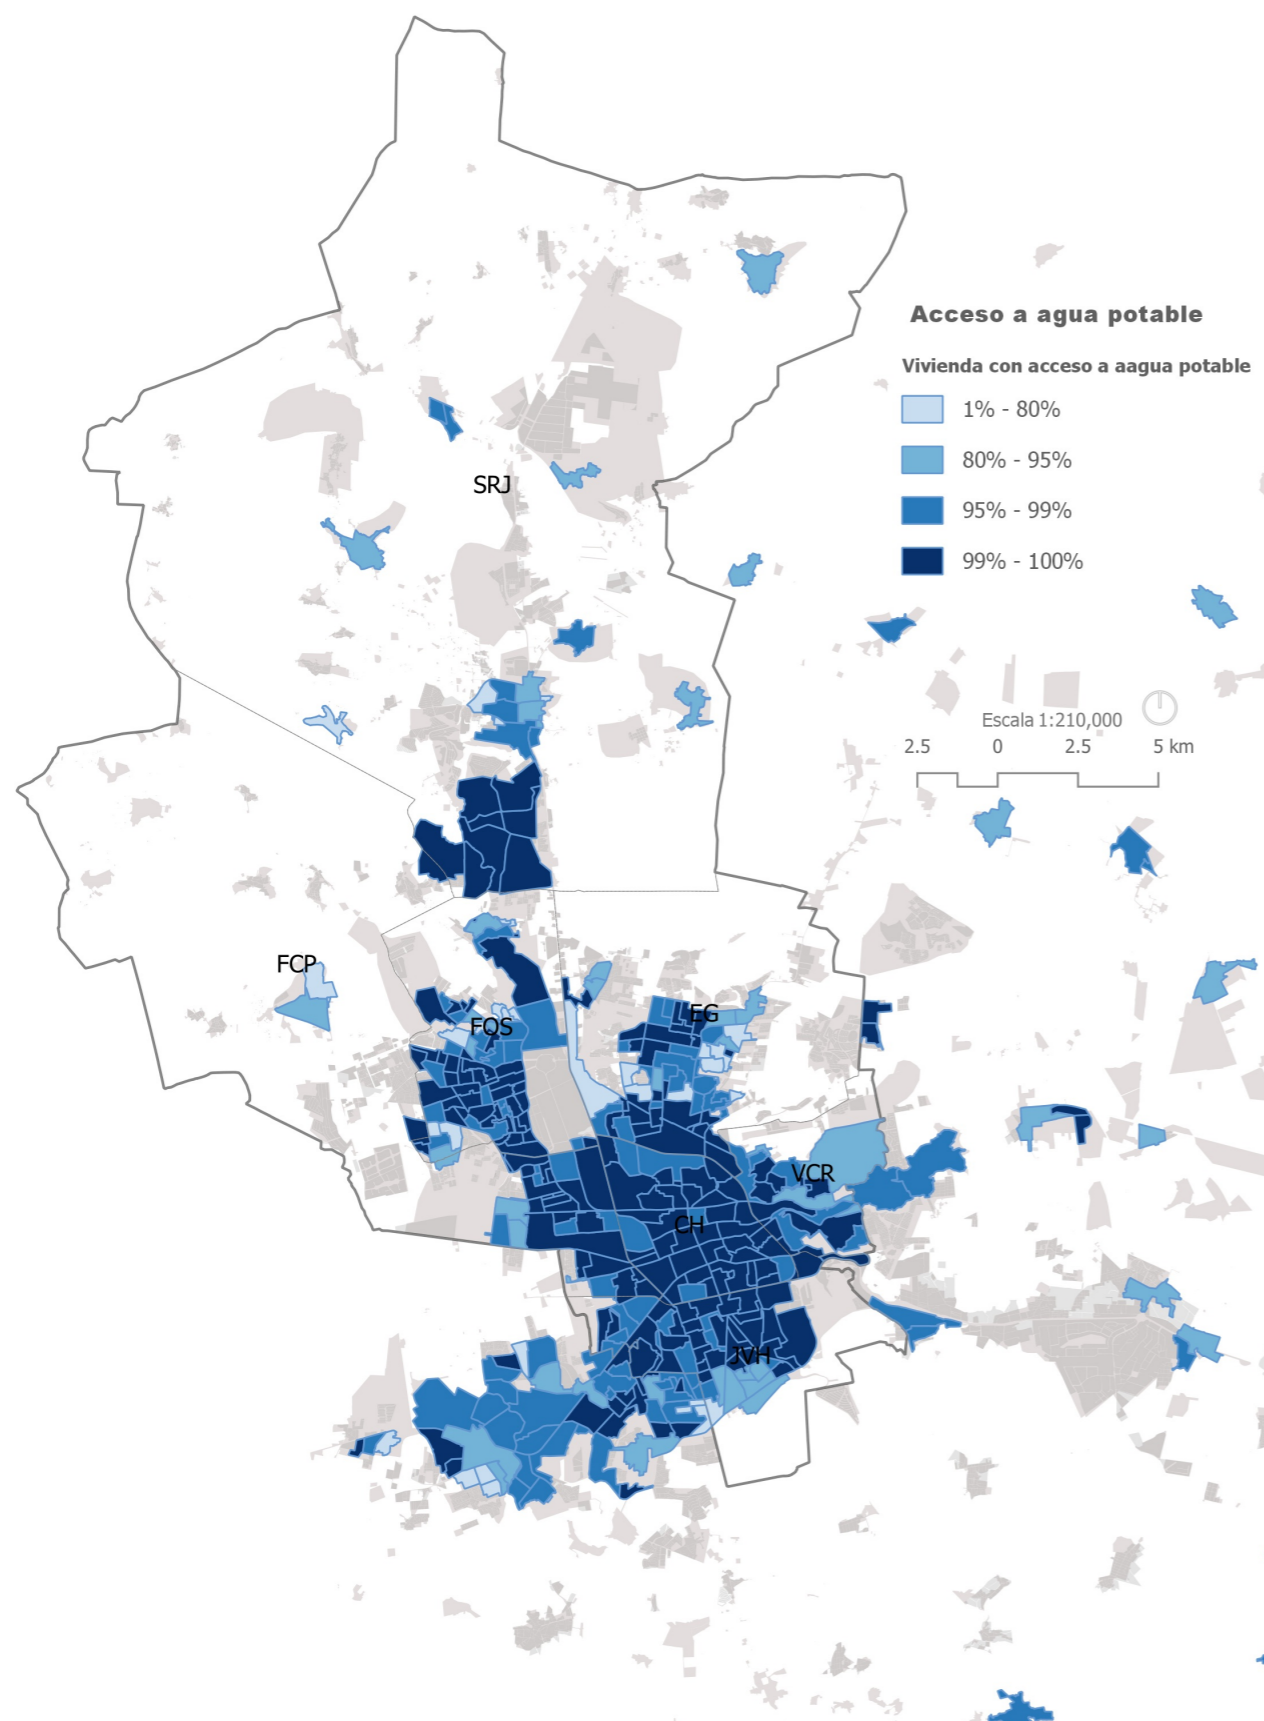 Acceso a agua potable
Vivienda con acceso a aagua potable
1% - 80%
80% - 95%
95% - 99%
99% - 100%
SRJ
Escala 1:210,000
2.5 0 2.5 5 km
FCP
FQS
EG
VCR
CH
JVH